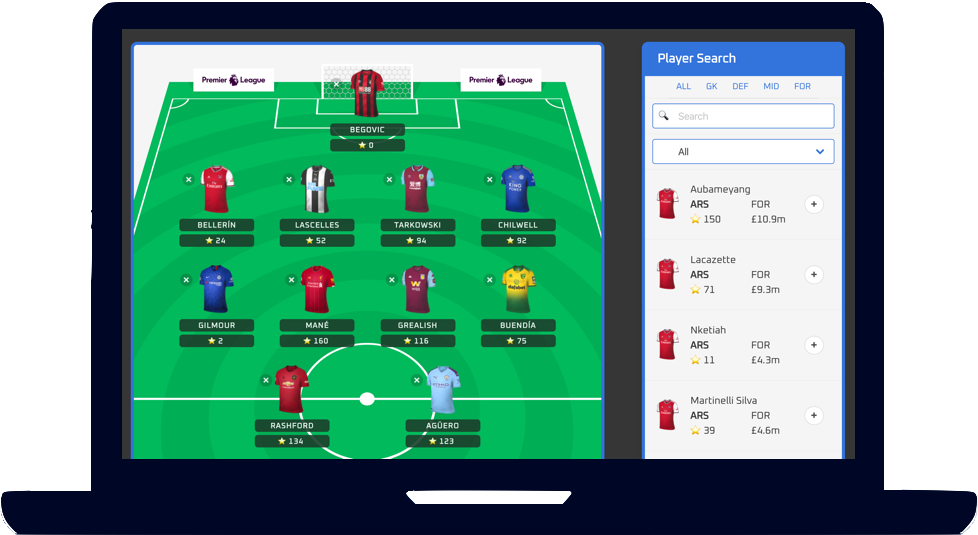 Premier League
Premier League
BEGOVIC
0
BELLERÍN
24
LASCELLES
52
TARKOWSKI
94
CHILWELL
92
GILMOUR
2
MANÉ
160
GREALISH
116
BUENDÍA
75
RASHFORD
134
AGÜERO
123
Player Search
ALL GK DEF MID FOR
Search
All
Aubameyang
ARS FOR
150 £10.9m
Lacazette
ARS FOR
71 £9.3m
Nketiah
ARS FOR
11 £4.3m
Martinelli Silva
ARS FOR
39 £4.6m